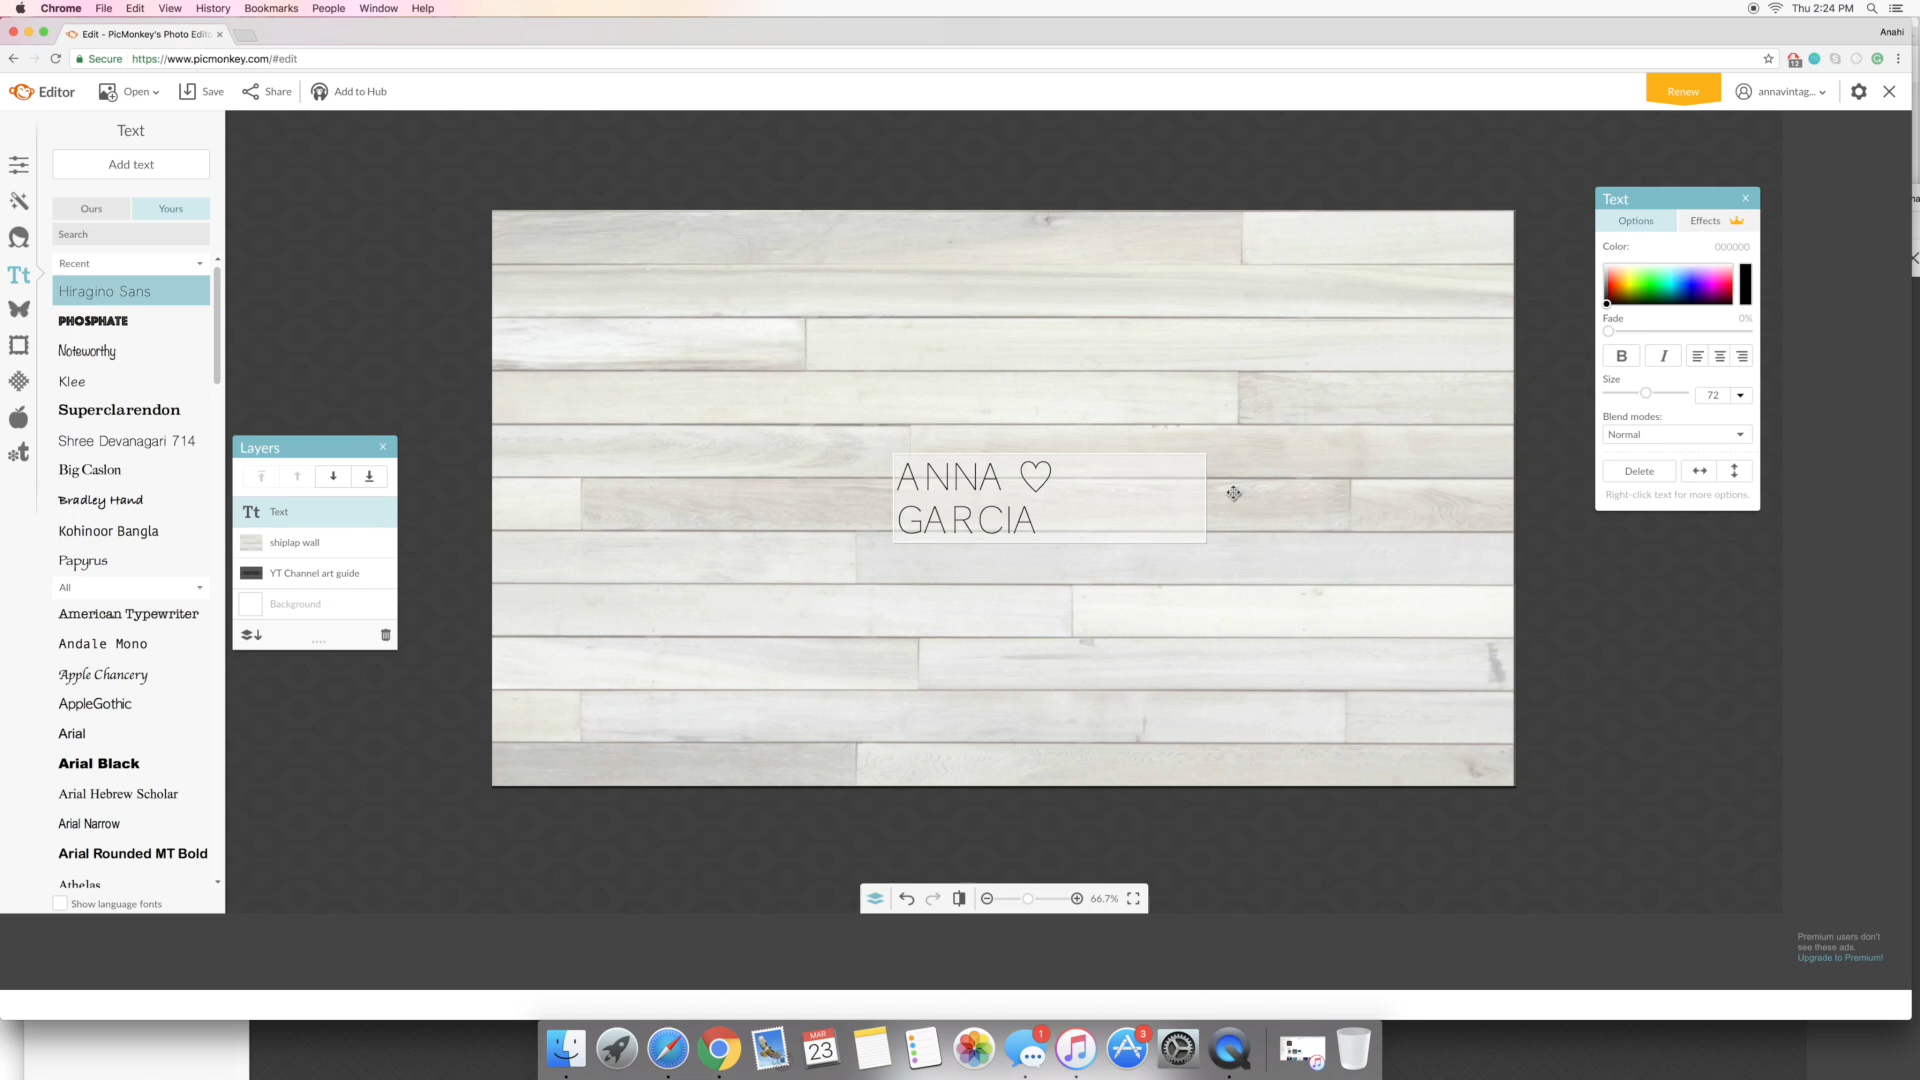 Chrome File Edit View History Bookmarks People Window Help
Thu 2:24 PM
Edit - PicMonkey's Photo Edito
Anahi
Secure https://www.picmonkey.com/#edit
12
Editor Open Save Share Add to Hub
Renew annavintag...
Text
Add text
Ours Yours
Search
Recent
Hiragino Sans
PHOSPHATE
Noteworthy
Klee
Superclarendon
Shree Devanagari 714
Big Caslon
Bradley Hand
Kohinoor Bangla
Papyrus
All
American Typewriter
Andale Mono
Apple Chancery
AppleGothic
Arial
Arial Black
Arial Hebrew Scholar
Arial Narrow
Arial Rounded MT Bold
Athelas
Show language fonts
Layers
Tt Text
shiplap wall
YT Channel art guide
Background
ANNA ♡
GARCIA
Text
Options Effects
Color: 000000
Fade 0%
B I
Size
72
Blend modes:
Normal
Delete
Right-click text for more options.
66.7%
Premium users don't
see these ads.
Upgrade to Premium!
MAR
23
1
3